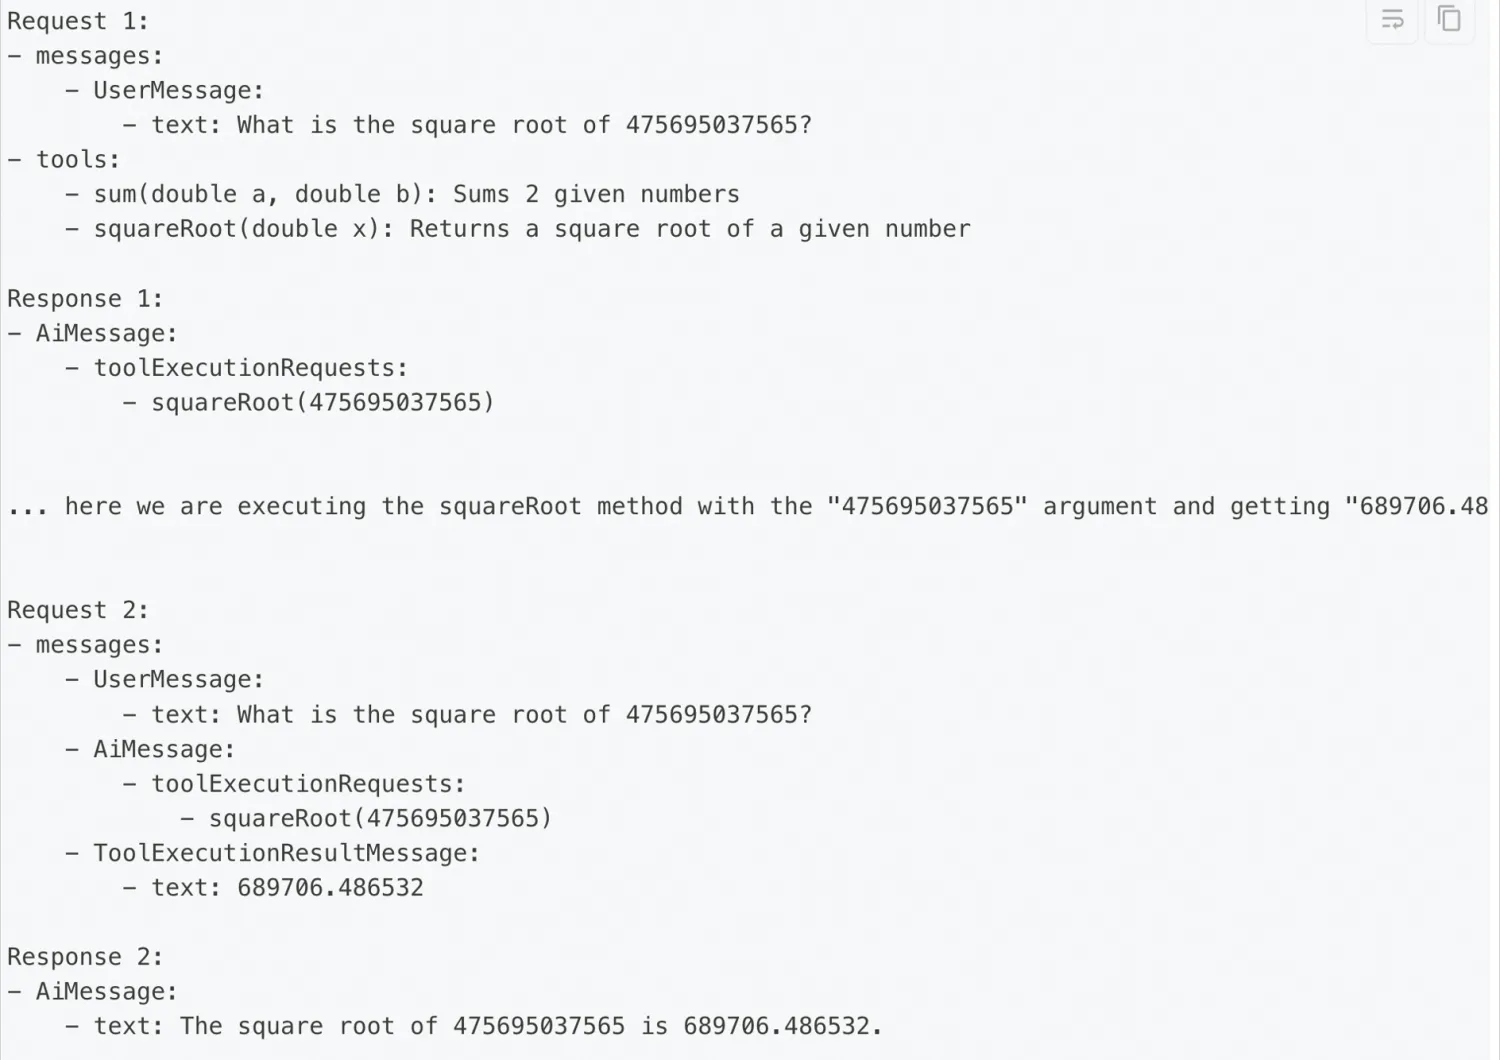 Request 1:
- messages:
    - UserMessage:
        - text: What is the square root of 475695037565?
- tools:
    - sum(double a, double b): Sums 2 given numbers
    - squareRoot(double x): Returns a square root of a given number

Response 1:
- AiMessage:
    - toolExecutionRequests:
        - squareRoot(475695037565)

... here we are executing the squareRoot method with the "475695037565" argument and getting "689706.48

Request 2:
- messages:
    - UserMessage:
        - text: What is the square root of 475695037565?
    - AiMessage:
        - toolExecutionRequests:
            - squareRoot(475695037565)
    - ToolExecutionResultMessage:
        - text: 689706.486532

Response 2:
- AiMessage:
    - text: The square root of 475695037565 is 689706.486532.